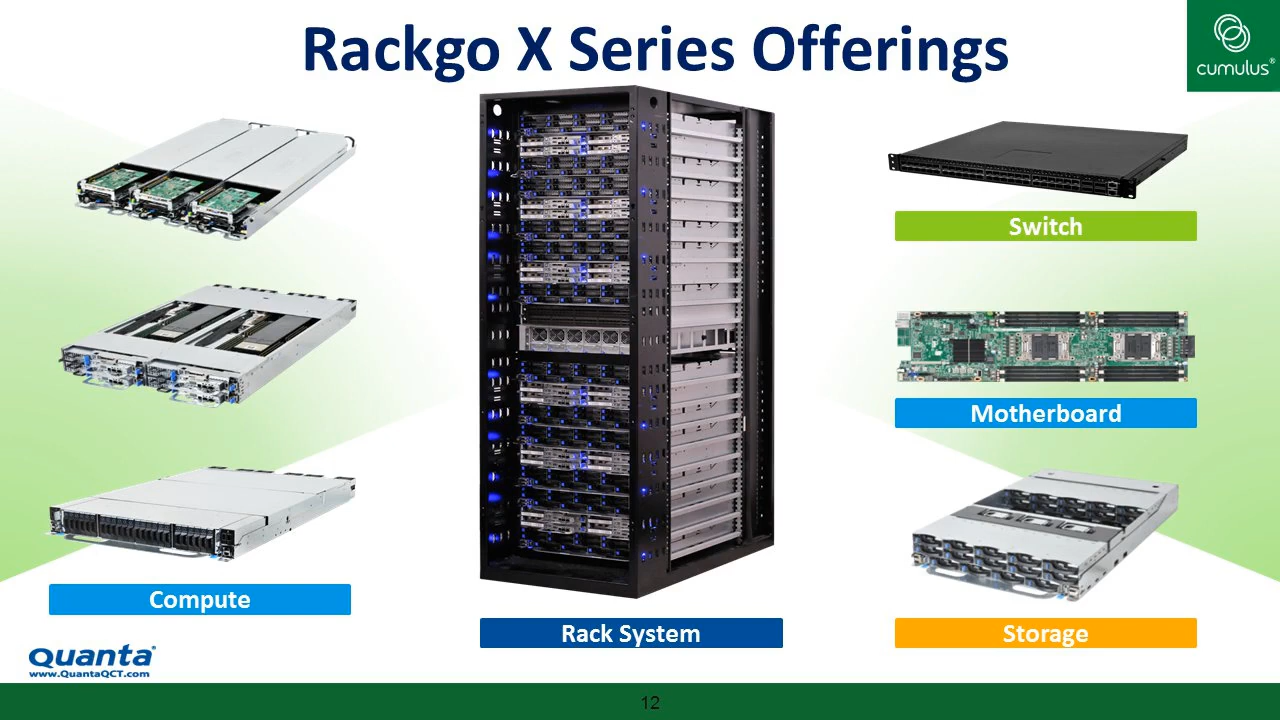 Rackgo X Series Offerings
cumulus®
Switch
Motherboard
Compute
Rack System
Storage
Quanta®
www.QuantaQCT.com
12